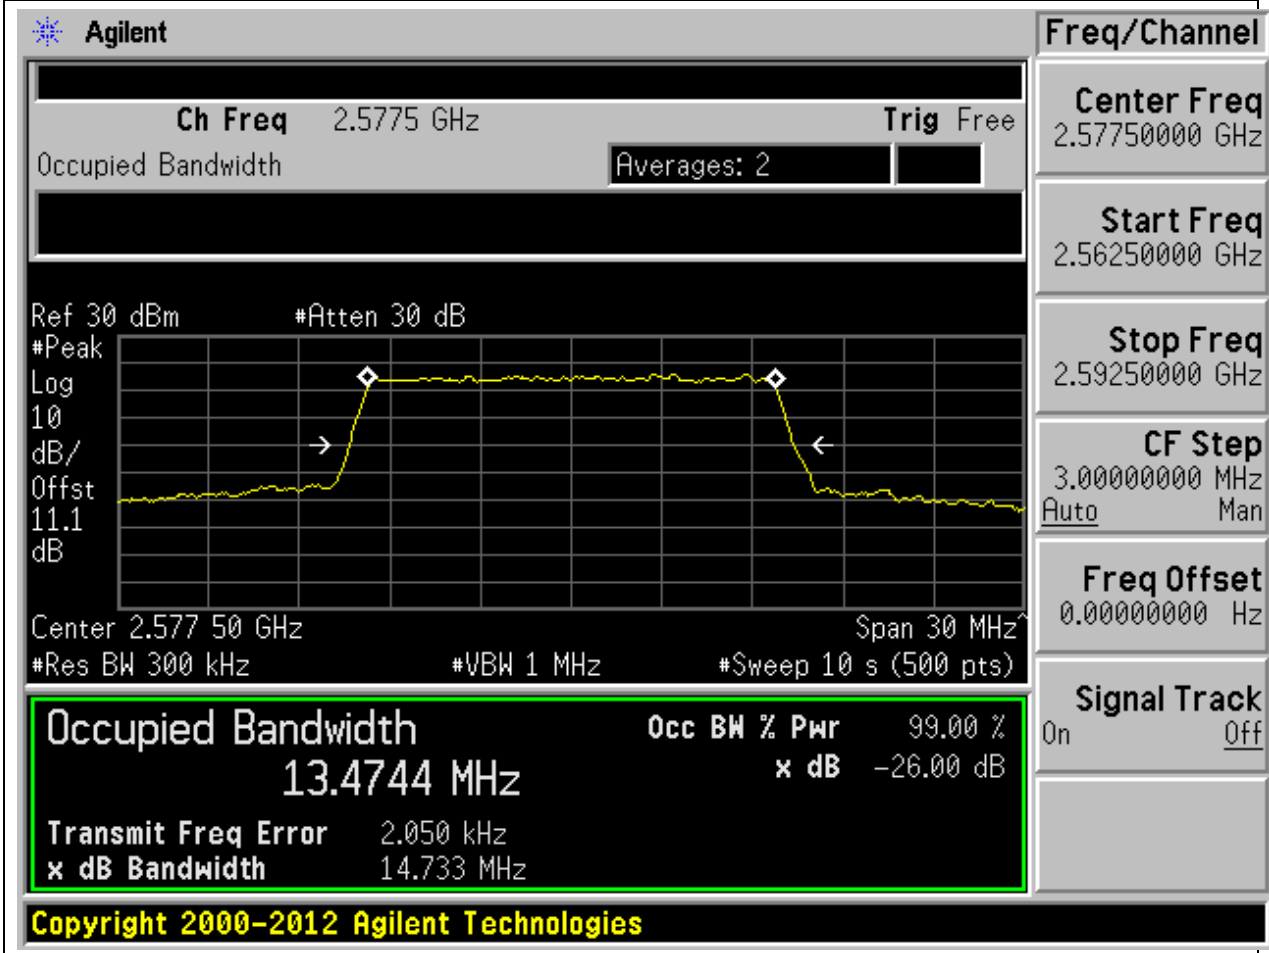 Agilent
Freq/Channel
Ch Freq 2.5775 GHz Trig Free
Occupied Bandwidth Averages: 2
Ref 30 dBm #Atten 30 dB
#Peak
Log
10
dB/
Offst
11.1
dB
Center 2.577 50 GHz Span 30 MHz^
#Res BW 300 kHz #VBW 1 MHz #Sweep 10 s (500 pts)
Occupied Bandwidth Occ BW % Pwr 99.00 %
13.4744 MHz x dB -26.00 dB
Transmit Freq Error 2.050 kHz
x dB Bandwidth 14.733 MHz
Center Freq
2.57750000 GHz
Start Freq
2.56250000 GHz
Stop Freq
2.59250000 GHz
CF Step
3.00000000 MHz
Auto Man
Freq Offset
0.00000000 Hz
Signal Track
On Off
Copyright 2000-2012 Agilent Technologies